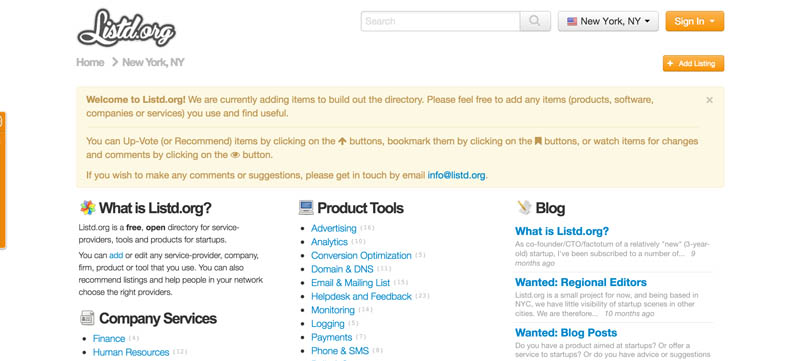 Listd.org
Search
New York, NY
Sign In
Home > New York, NY
+ Add Listing
Welcome to Listd.org! We are currently adding items to build out the directory. Please feel free to add any items (products, software,
companies or services) you use and find useful.
×
You can Up-Vote (or Recommend) items by clicking on the buttons, bookmark them by clicking on the buttons, or watch items for changes
and comments by clicking on the button.
If you wish to make any comments or suggestions, please get in touch by email info@listd.org.
What is Listd.org?
Listd.org is a free, open directory for service-
providers, tools and products for startups.
You can add or edit any service-provider, company,
firm, product or tool that you use. You can also
recommend listings and help people in your network
choose the right providers.
Company Services
Finance (4)
Human Resources (12)
Product Tools
Advertising (16)
Analytics (10)
Conversion Optimization (5)
Domain & DNS (11)
Email & Mailing List (15)
Helpdesk and Feedback (23)
Monitoring (14)
Logging (5)
Payments (7)
Phone & SMS (9)
Blog
What is Listd.org?
As co-founder/CTO/factotum of a relatively "new" (3-year-
old) startup, I've been subscribed to a number of... 9
months ago
Wanted: Regional Editors
Listd.org is a small project for now, and being based in
NYC, we have little visibility of startup scenes in other
cities. We are therefore... 10 months ago
Wanted: Blog Posts
Do you have a product aimed at startups? Or offer a
service to startups? Or do you have advice or suggestions